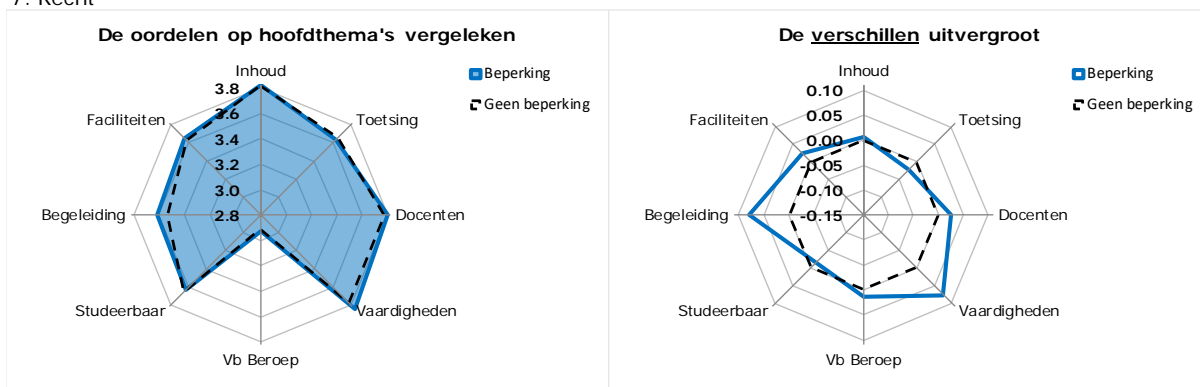 7. Recht
De oordelen op hoofdthema's vergeleken
Inhoud
Beperking
Geen beperking
3.8
3.6
3.4
3.2
3.0
2.8
Toetsing
Docenten
Vaardigheden
Vb Beroep
Studeerbaar
Begeleiding
Faciliteiten
De verschillen uitvergroot
Inhoud
Beperking
Geen beperking
0.10
0.05
0.00
-0.05
-0.10
-0.15
Toetsing
Docenten
Vaardigheden
Vb Beroep
Studeerbaar
Begeleiding
Faciliteiten